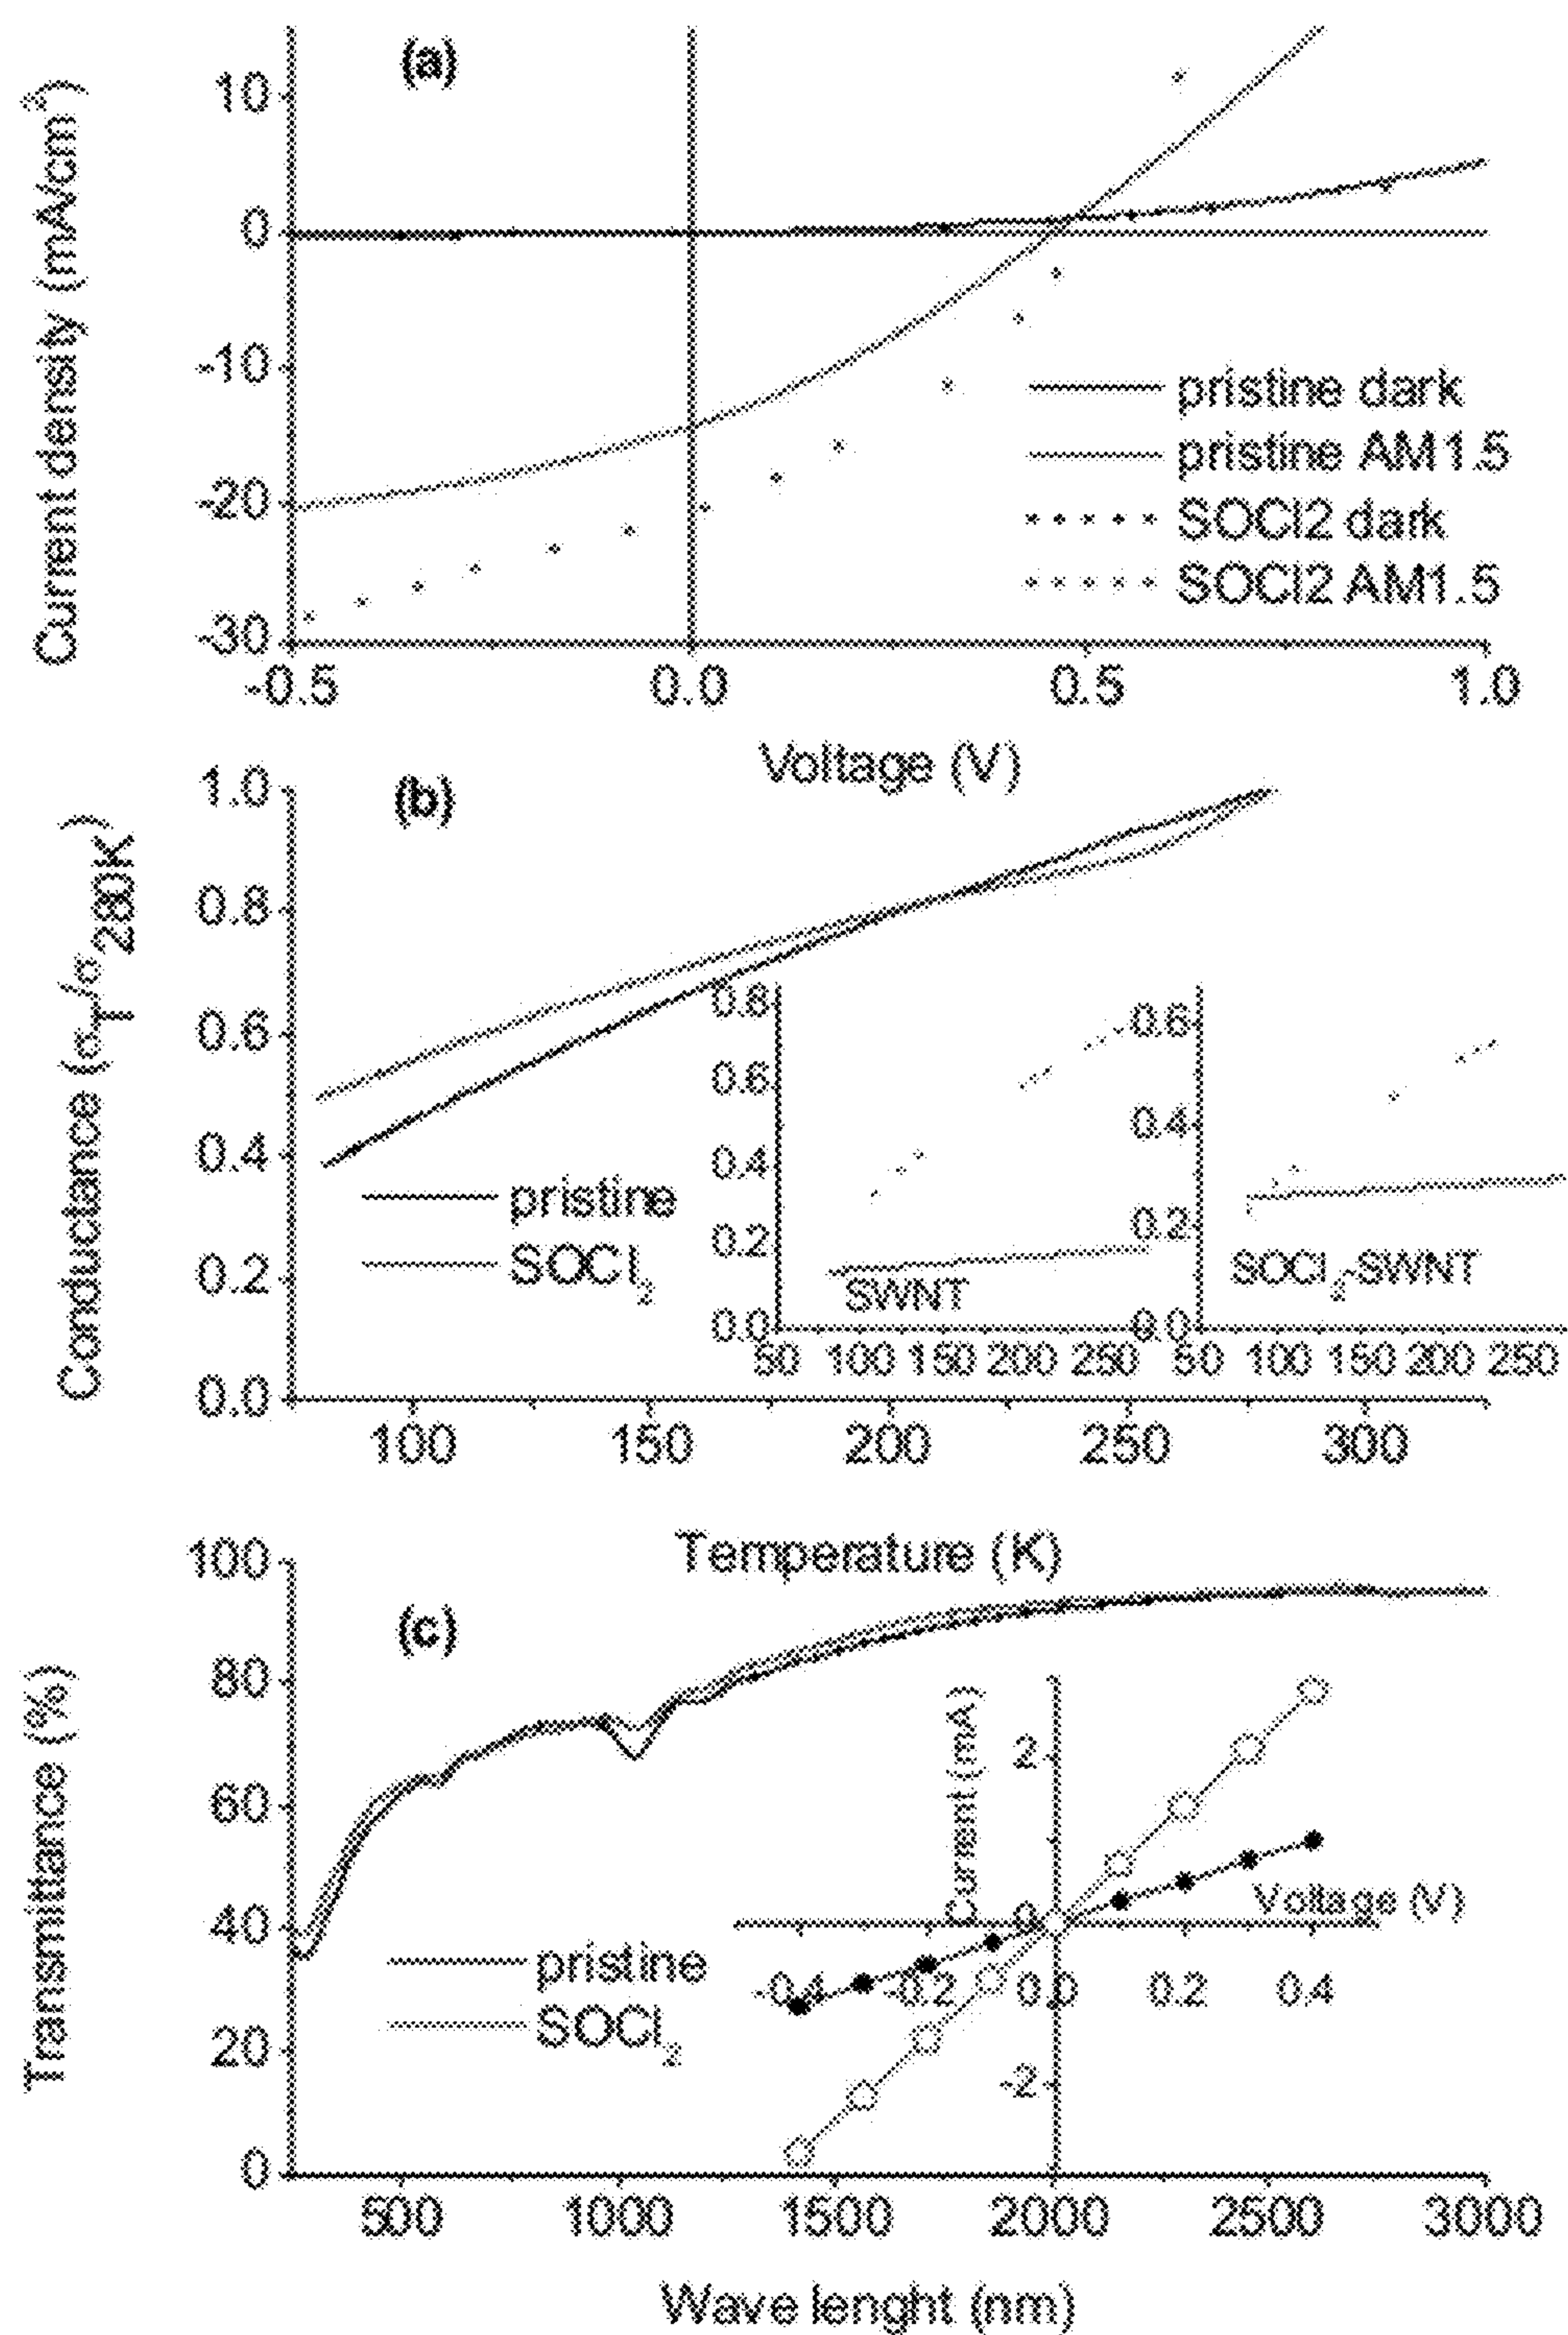 (a)
Current density (mA/cm²)
10
0
-10
-20
-30
-0.5 0.0 0.5 1.0
Voltage (V)
pristine dark
pristine AM1.5
SOCl2 dark
SOCl2 AM1.5
(b)
Conductance (σT/σ280K)
1.0
0.8
0.6
0.4
0.2
0.0
100 150 200 250 300
Temperature (K)
pristine
SOCl₂
0.8
0.6
0.4
0.2
0.0
50 100 150 200 250
SWNT
0.6
0.4
0.2
0.0
50 100 150 200 250
SOCl₂-SWNT
(c)
Transmittance (%)
100
80
60
40
20
0
500 1000 1500 2000 2500 3000
Wave lenght (nm)
pristine
SOCl₂
Current (mA)
2
0
-2
-0.4 -0.2 0.0 0.2 0.4
Voltage (V)